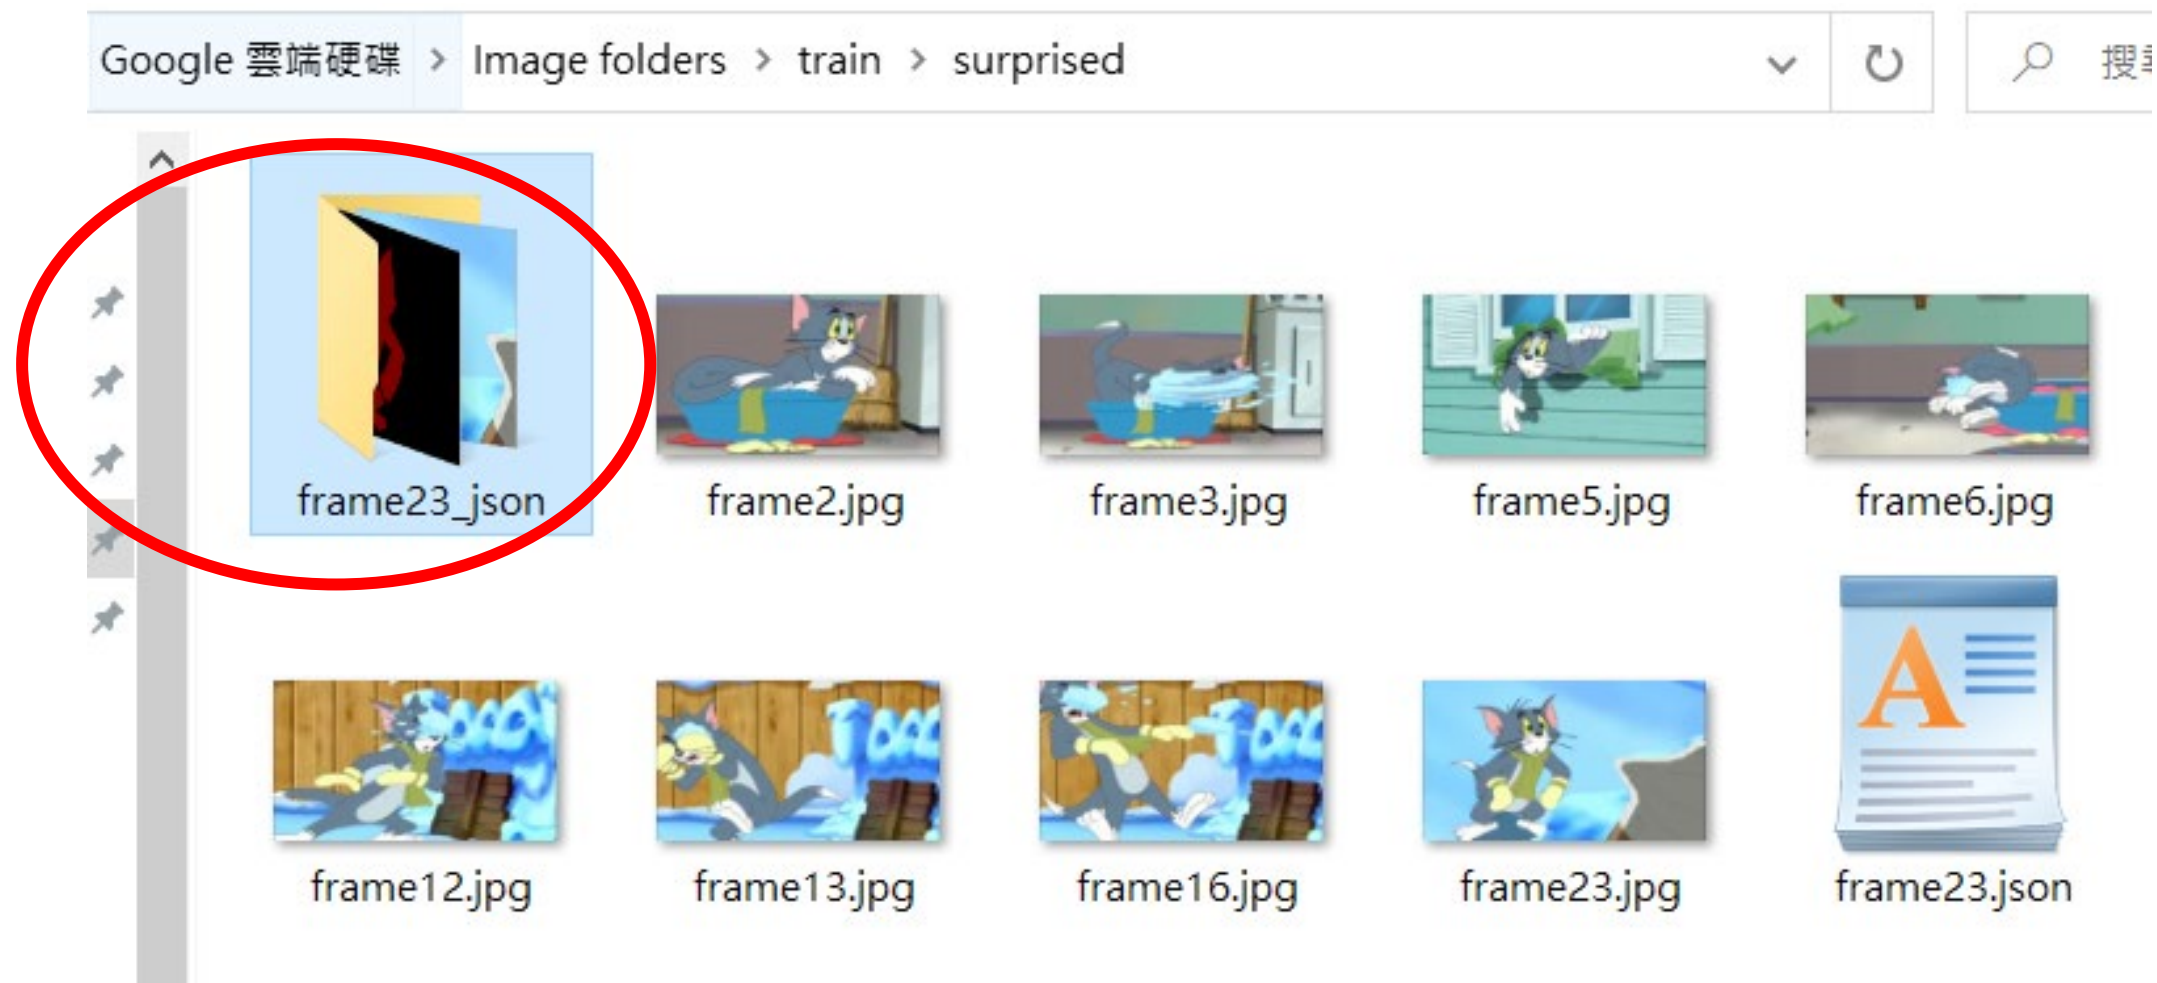 Google 雲端硬碟 > Image folders > train > surprised
frame23_json
frame2.jpg
frame3.jpg
frame5.jpg
frame6.jpg
frame12.jpg
frame13.jpg
frame16.jpg
frame23.jpg
frame23.json